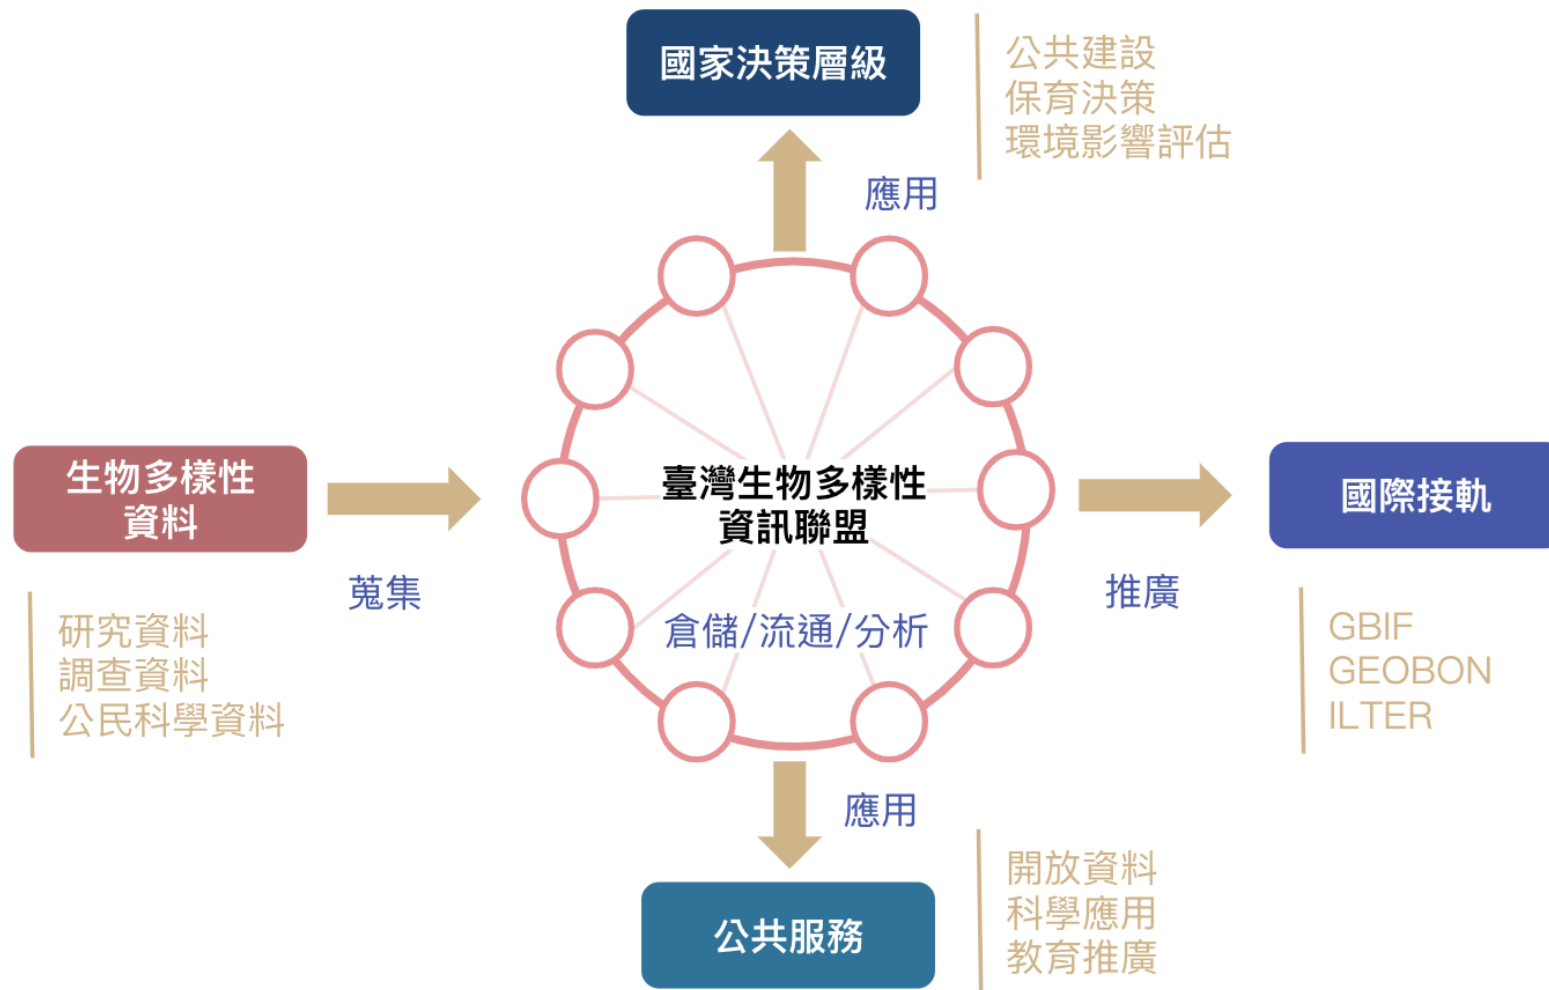 國家決策層級
公共建設
保育決策
環境影響評估
應用
生物多樣性
資料
蒐集
研究資料
調查資料
公民科學資料
臺灣生物多樣性
資訊聯盟
倉儲/流通/分析
推廣
國際接軌
GBIF
GEOBON
ILTER
應用
公共服務
開放資料
科學應用
教育推廣